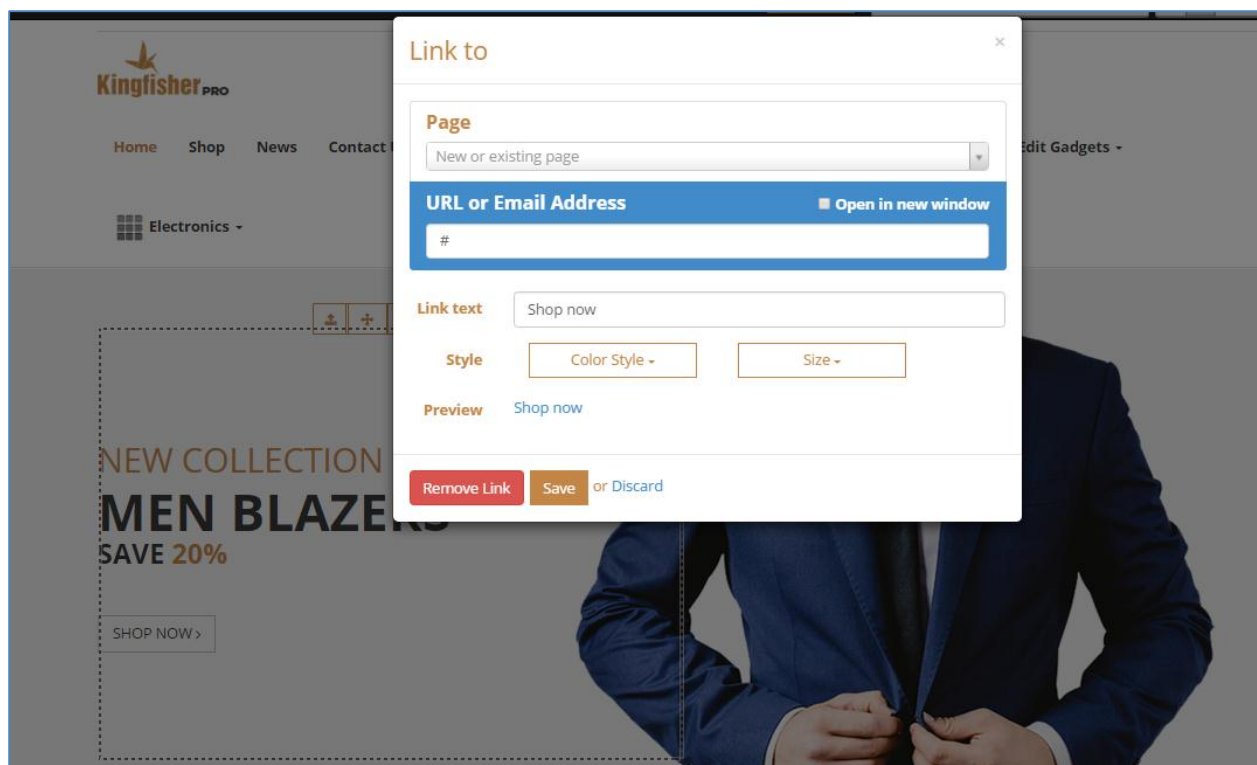 Link to
×
Kingfisher PRO
Page
New or existing page
Home Shop News Contact
Edit Gadgets
URL or Email Address
Open in new window
#
Electronics
Link text
Shop now
Style
Color Style
Size
Preview
Shop now
Remove Link
Save
or Discard
NEW COLLECTION
MEN BLAZERS
SAVE 20%
SHOP NOW >